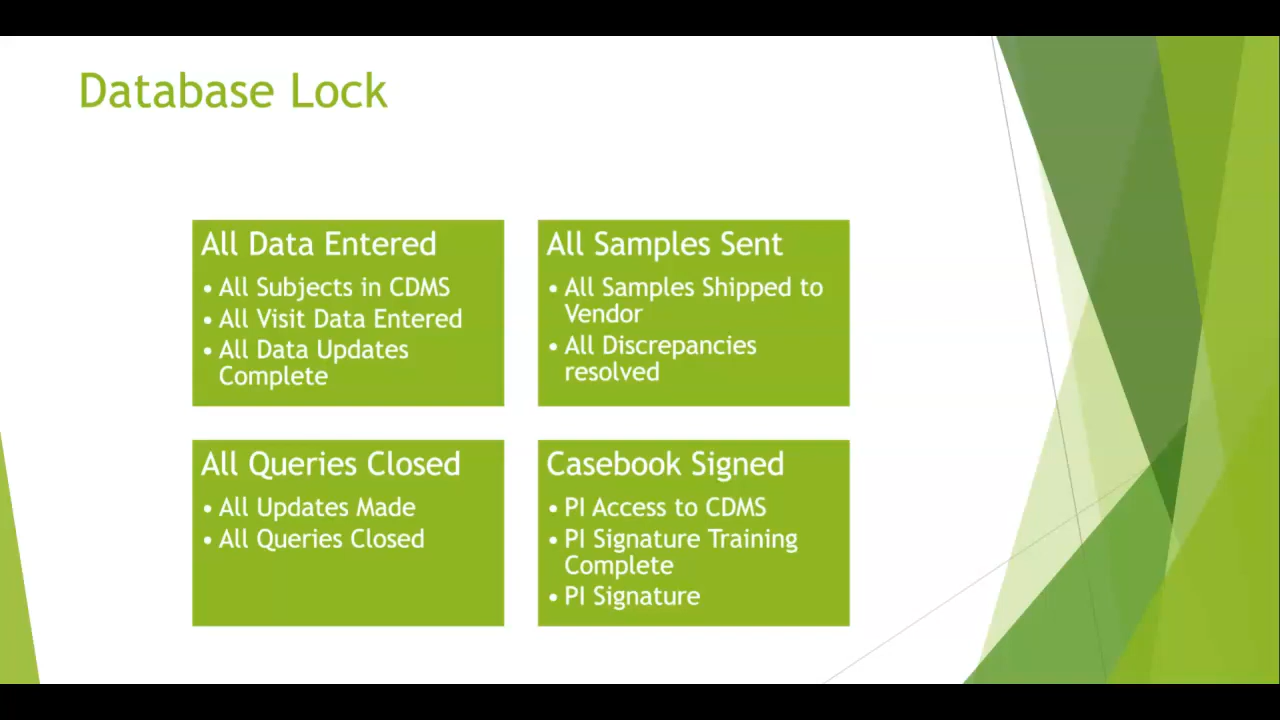 Database Lock
All Data Entered
• All Subjects in CDMS
• All Visit Data Entered
• All Data Updates
Complete
All Samples Sent
• All Samples Shipped to
Vendor
• All Discrepancies
resolved
All Queries Closed
• All Updates Made
• All Queries Closed
Casebook Signed
• PI Access to CDMS
• PI Signature Training
Complete
• PI Signature